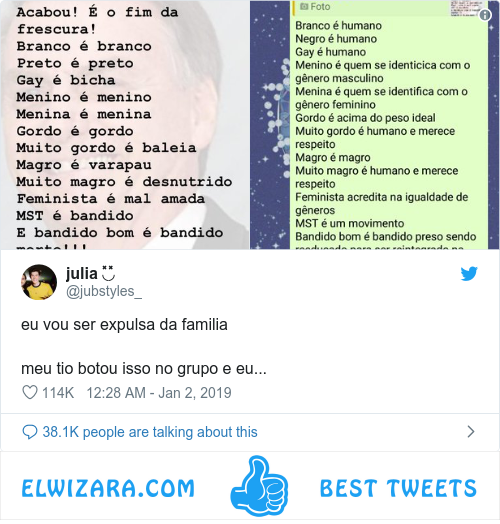 Acabou! É o fim da
frescura!
Branco é branco
Preto é preto
Gay é bicha
Menino é menino
Menina é menina
Gordo é gordo
Muito gordo é baleia
Magro é varapau
Muito magro é desnutrido
Feminista é mal amada
MST é bandido
E bandido bom é bandido
morto!!!
Foto
Branco é humano
Negro é humano
Gay é humano
Menino é quem se identicica com o
gênero masculino
Menina é quem se identifica com o
gênero feminino
Gordo é acima do peso ideal
Muito gordo é humano e merece
respeito
Magro é magro
Muito magro é humano e merece
respeito
Feminista acredita na igualdade de
gêneros
MST é um movimento
Bandido bom é bandido preso sendo
julia
@jubstyles_
eu vou ser expulsa da familia
meu tio botou isso no grupo e eu...
114K 12:28 AM - Jan 2, 2019
38.1K people are talking about this
ELWIZARA.COM BEST TWEETS